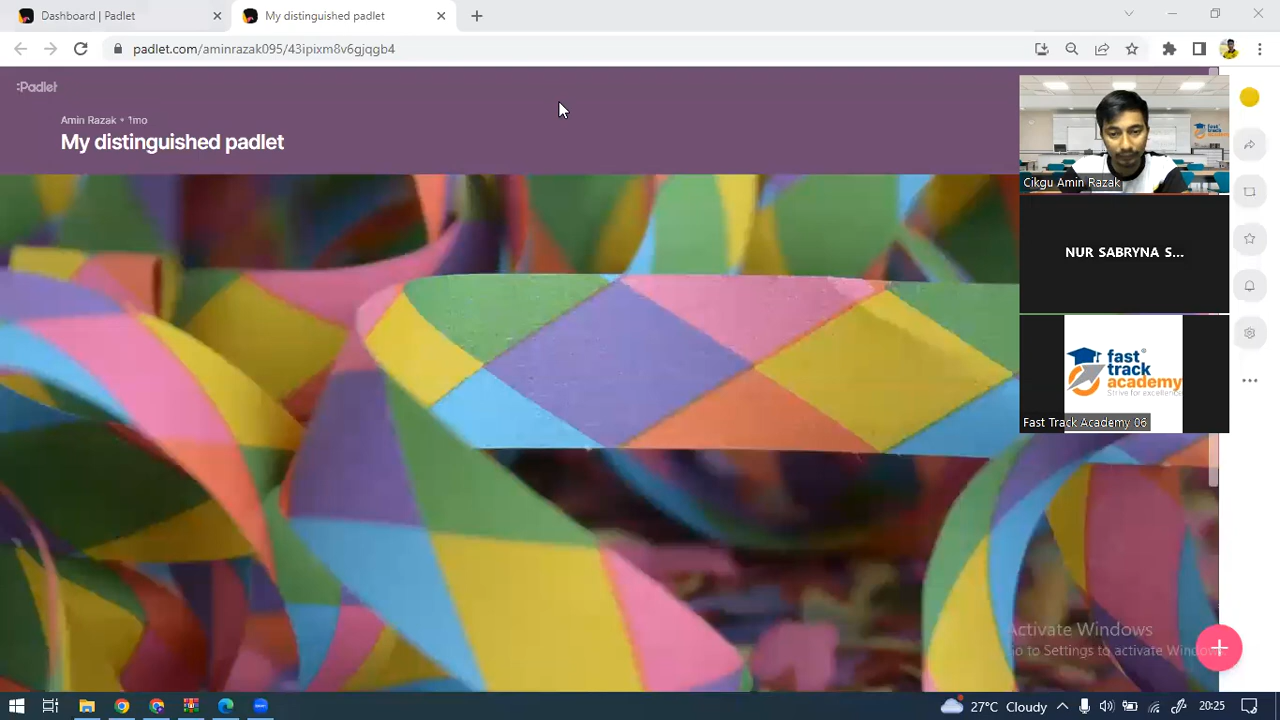 Dashboard | Padlet
My distinguished padlet
padlet.com/aminrazak095/43ipixm8v6gjqgb4
:Padlet
Amin Razak • 1mo
My distinguished padlet
fast track
Cikgu Amin Razak
NUR SABRYNA S...
fast
track
academy
Strive for excellence
Fast Track Academy 06
Activate Windows
Go to Settings to activate Windows.
27°C Cloudy
20:25